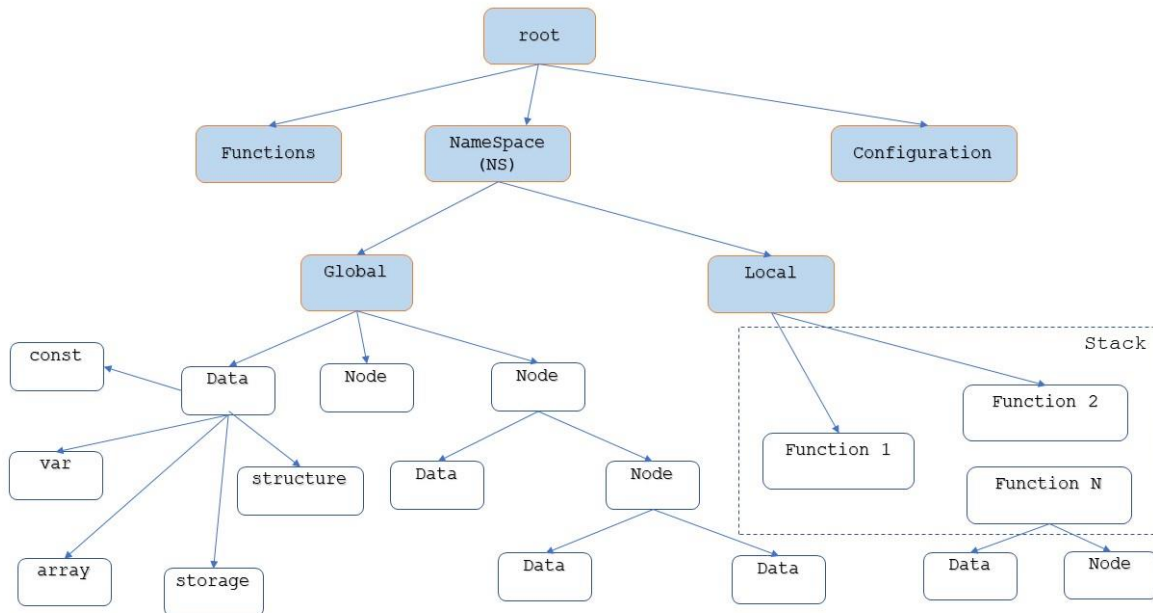 root
Functions
NameSpace
(NS)
Configuration
Global
Local
Stack
const
Data
Node
Node
Function 2
Function 1
var
structure
Data
Node
Function N
array
storage
Data
Data
Data
Node